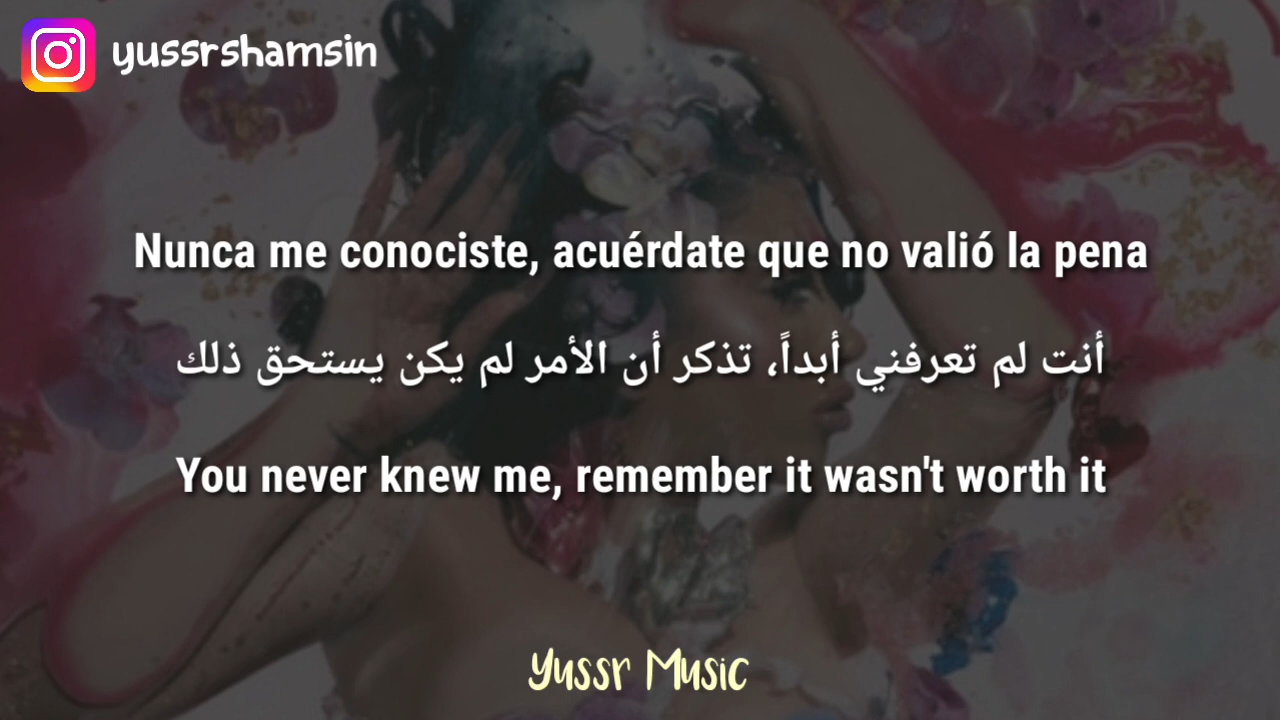 yussrshamsin
Nunca me conociste, acuérdate que no valió la pena
أنت لم تعرفني أبداً، تذكر أن الأمر لم يكن يستحق ذلك
You never knew me, remember it wasn't worth it
Yussr Music